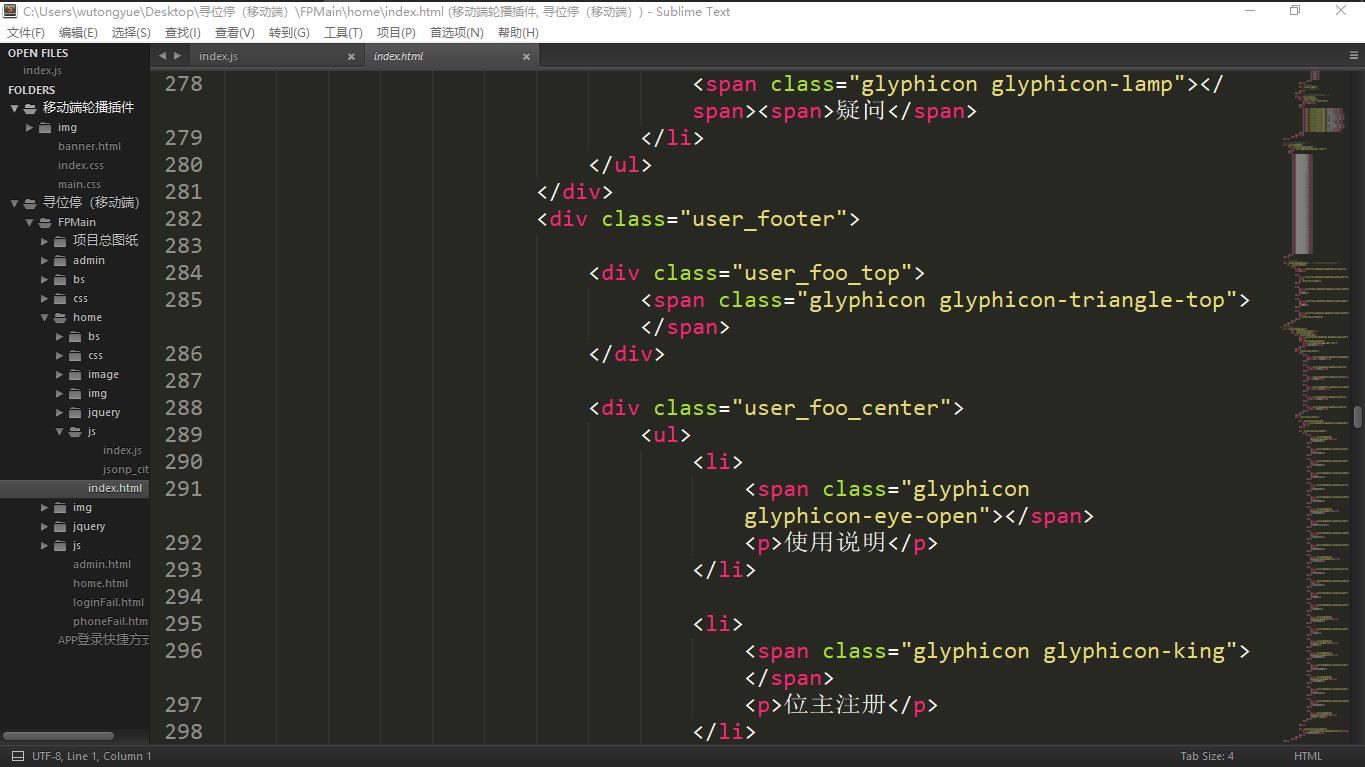 C:\Users\wutongyue\Desktop\寻位停（移动端）\FPMain\home\index.html (移动端轮播插件, 寻位停（移动端）) - Sublime Text
文件(F) 编辑(E) 选择(S) 查找(I) 查看(V) 转到(G) 工具(T) 项目(P) 首选项(N) 帮助(H)
OPEN FILES
index.js
FOLDERS
移动端轮播插件
img
banner.html
index.css
main.css
寻位停（移动端）
FPMain
项目总图纸
admin
bs
css
home
bs
css
image
img
jquery
js
index.js
jsonp_cit
index.html
img
jquery
js
admin.html
home.html
loginFail.html
phoneFail.htm
APP登录快捷方式
index.js
index.html
278 <span class="glyphicon glyphicon-lamp"></
span><span>疑问</span>
279 </li>
280 </ul>
281 </div>
282 <div class="user_footer">
283
284 <div class="user_foo_top">
285 <span class="glyphicon glyphicon-triangle-top">
</span>
286 </div>
287
288 <div class="user_foo_center">
289 <ul>
290 <li>
291 <span class="glyphicon
glyphicon-eye-open"></span>
292 <p>使用说明</p>
293 </li>
294
295 <li>
296 <span class="glyphicon glyphicon-king">
</span>
297 <p>位主注册</p>
298 </li>
UTF-8, Line 1, Column 1
Tab Size: 4
HTML